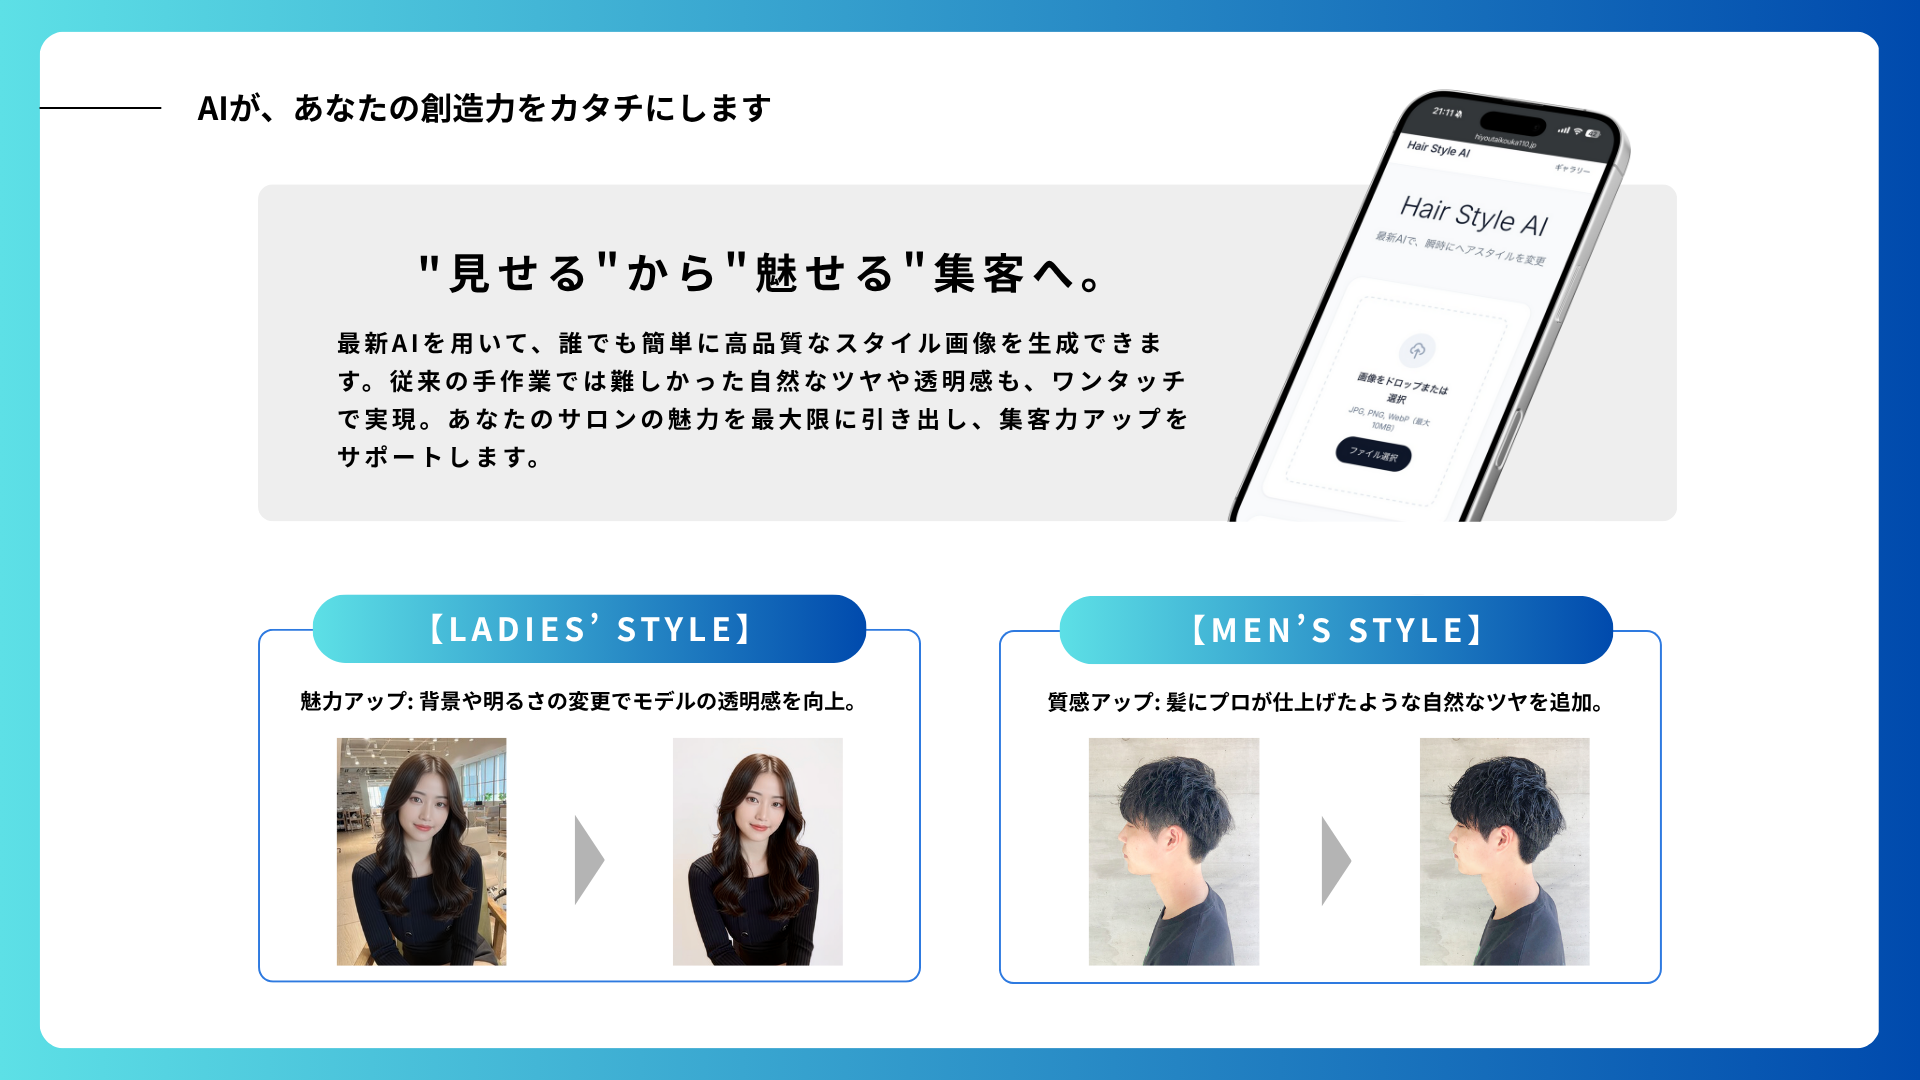 AIが、あなたの創造力をカタチにします
"見せる"から"魅せる"集客へ。
最新AIを用いて、誰でも簡単に高品質なスタイル画像を生成できま
す。従来の手作業では難しかった自然なツヤや透明感も、ワンタッチ
で実現。あなたのサロンの魅力を最大限に引き出し、集客力アップを
サポートします。
21:11
hiyoutaikouka110.jp
Hair Style AI
ギャラリー
Hair Style AI
最新AIで、瞬時にヘアスタイルを変更
画像をドロップまたは
選択
JPG, PNG, WebP（最大
10MB）
ファイル選択
【LADIES’ STYLE】
魅力アップ: 背景や明るさの変更でモデルの透明感を向上。
【MEN’S STYLE】
質感アップ: 髪にプロが仕上げたような自然なツヤを追加。